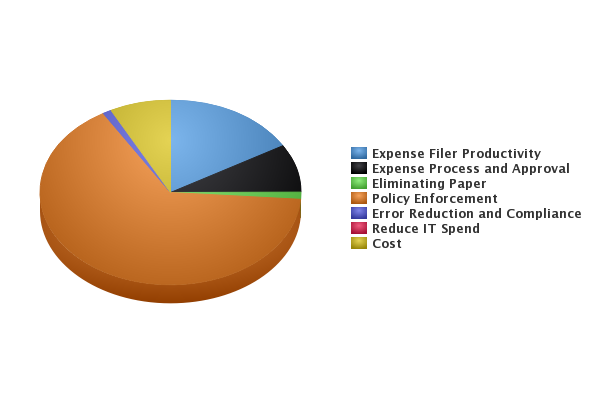 Expense Filer Productivity
Expense Process and Approval
Eliminating Paper
Policy Enforcement
Error Reduction and Compliance
Reduce IT Spend
Cost